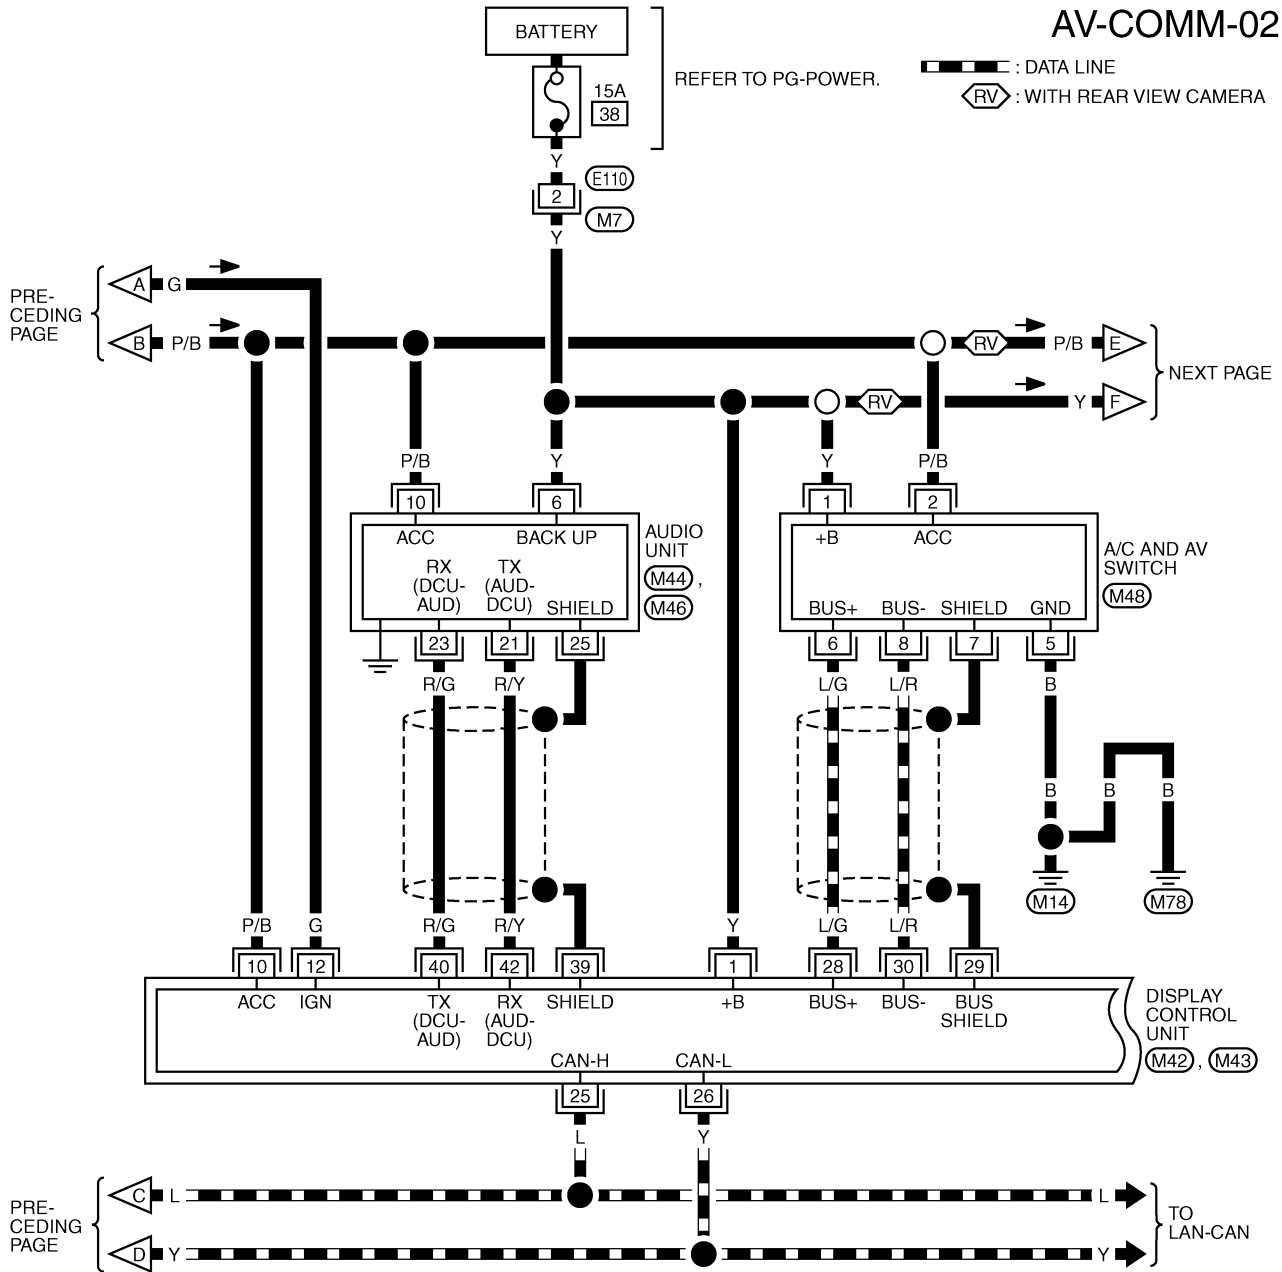 AV-COMM-02
BATTERY
: DATA LINE
RV : WITH REAR VIEW CAMERA
REFER TO PG-POWER.
15A
38
Y
E110
2
M7
Y
PRE-
CEDING
PAGE
A G
B P/B
RV P/B E
RV Y F
NEXT PAGE
P/B Y Y P/B
10 6 1 2
ACC BACK UP +B ACC
AUDIO
UNIT
M44 ,
M46
A/C AND AV
SWITCH
M48
RX
(DCU-
AUD)
TX
(AUD-
DCU)
SHIELD
BUS+ BUS- SHIELD GND
23 21 25 6 8 7 5
R/G R/Y L/G L/R B
B B B
M14 M78
P/B G R/G R/Y Y L/G L/R
10 12 40 42 39 1 28 30 29
ACC IGN
TX
(DCU-
AUD)
RX
(AUD-
DCU)
SHIELD
+B
BUS+ BUS-
BUS
SHIELD
DISPLAY
CONTROL
UNIT
M42 , M43
CAN-H CAN-L
25 26
L Y
PRE-
CEDING
PAGE
C L L
D Y Y
TO
LAN-CAN